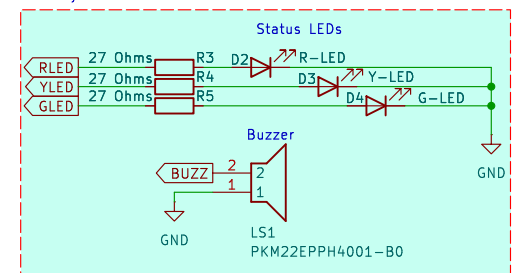 Status LEDs
RLED
27 Ohms
R3
D2
R-LED
YLED
27 Ohms
R4
D3
Y-LED
GLED
27 Ohms
R5
D4
G-LED
GND
Buzzer
BUZZ
2
2
1
1
GND
LS1
PKM22EPPH4001-B0